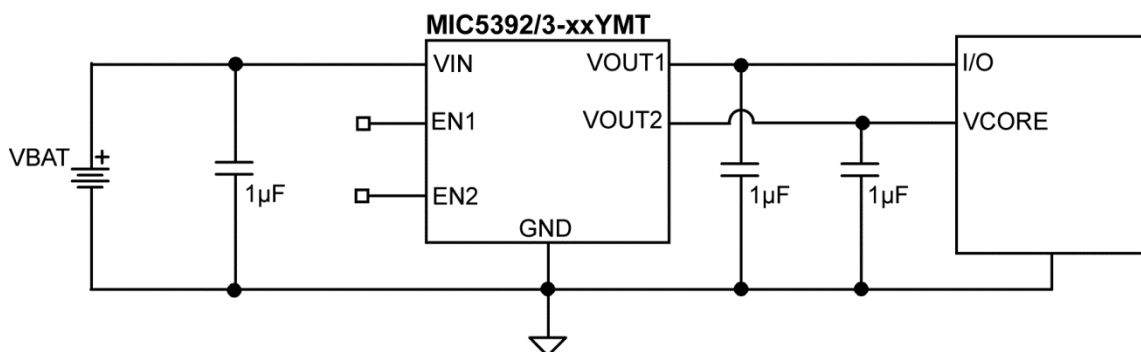 MIC5392/3-xxYMT
VIN
VOUT1
I/O
EN1
VOUT2
VCORE
VBAT
+
1µF
EN2
1µF
1µF
GND